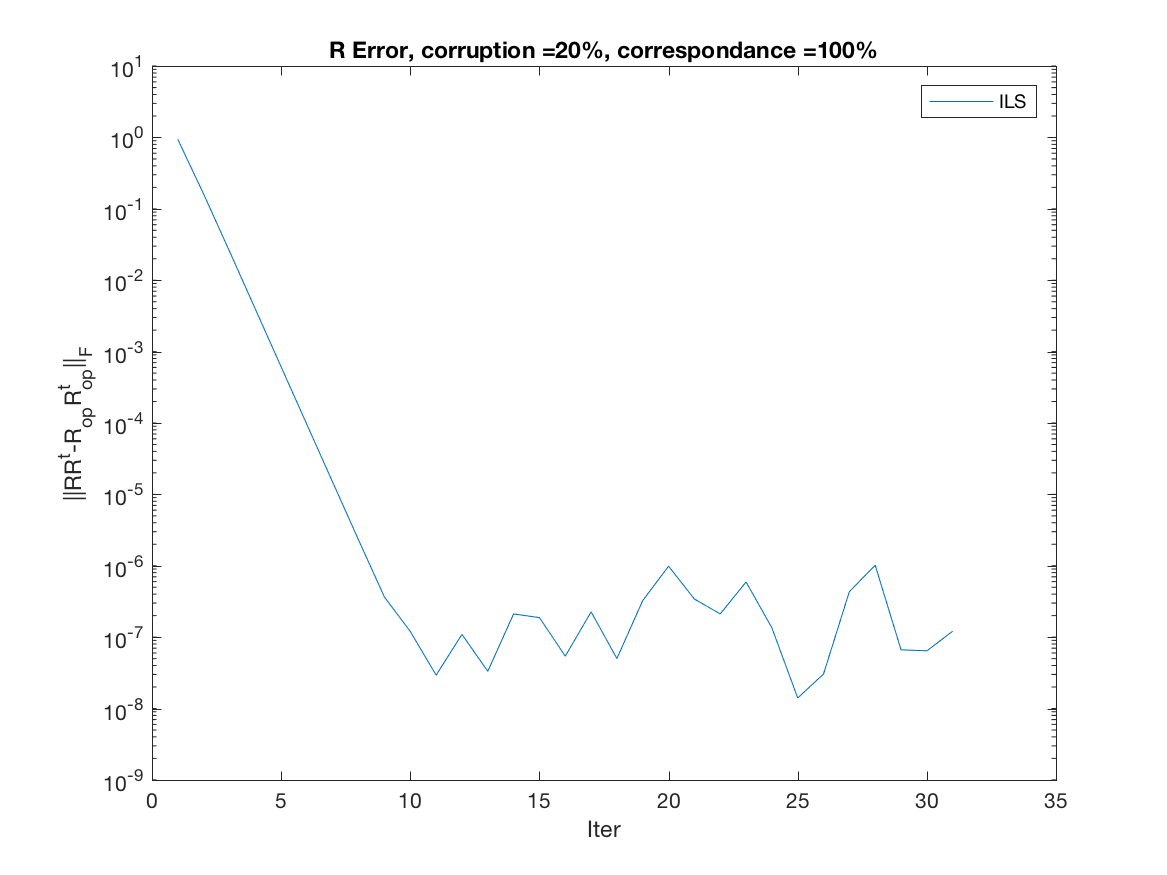 R Error, corruption =20%, correspondance =100%
ILS
10^1
10^0
10^-1
10^-2
10^-3
10^-4
10^-5
10^-6
10^-7
10^-8
10^-9
||RR^t-R_op R^t_op||_F
0 5 10 15 20 25 30 35
Iter